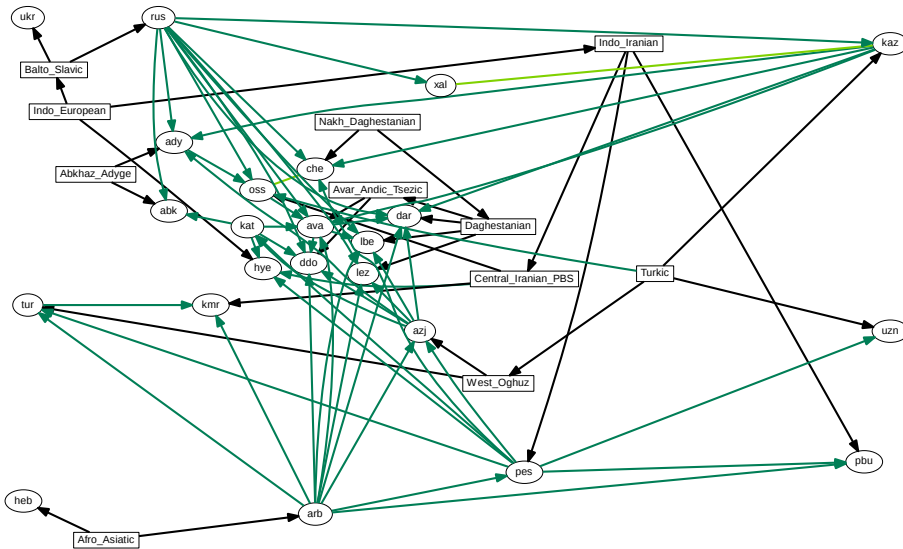 ukr
rus
Indo_Iranian
kaz
Balto_Slavic
xal
Indo_European
Nakh_Daghestanian
ady
che
Abkhaz_Adyge
oss
Avar_Andic_Tsezic
abk
dar
kat
ava
Daghestanian
lbe
hye
ddo
lez
Turkic
Central_Iranian_PBS
tur
kmr
azj
uzn
West_Oghuz
pbu
pes
heb
arb
Afro_Asiatic